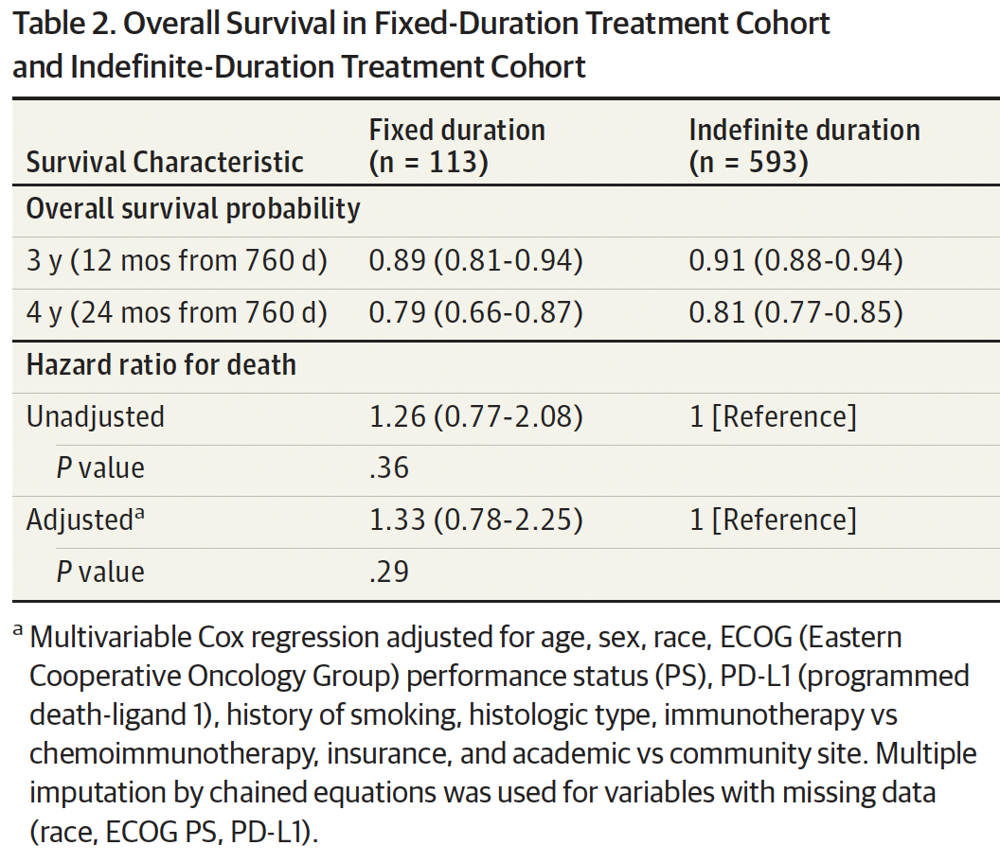 Table 2. Overall Survival in Fixed-Duration Treatment Cohort
and Indefinite-Duration Treatment Cohort
Survival Characteristic Fixed duration (n = 113) Indefinite duration (n = 593)
Overall survival probability
3 y (12 mos from 760 d) 0.89 (0.81-0.94) 0.91 (0.88-0.94)
4 y (24 mos from 760 d) 0.79 (0.66-0.87) 0.81 (0.77-0.85)
Hazard ratio for death
Unadjusted 1.26 (0.77-2.08) 1 [Reference]
P value .36
Adjustedᵃ 1.33 (0.78-2.25) 1 [Reference]
P value .29
ᵃ Multivariable Cox regression adjusted for age, sex, race, ECOG (Eastern
Cooperative Oncology Group) performance status (PS), PD-L1 (programmed
death-ligand 1), history of smoking, histologic type, immunotherapy vs
chemoimmunotherapy, insurance, and academic vs community site. Multiple
imputation by chained equations was used for variables with missing data
(race, ECOG PS, PD-L1).